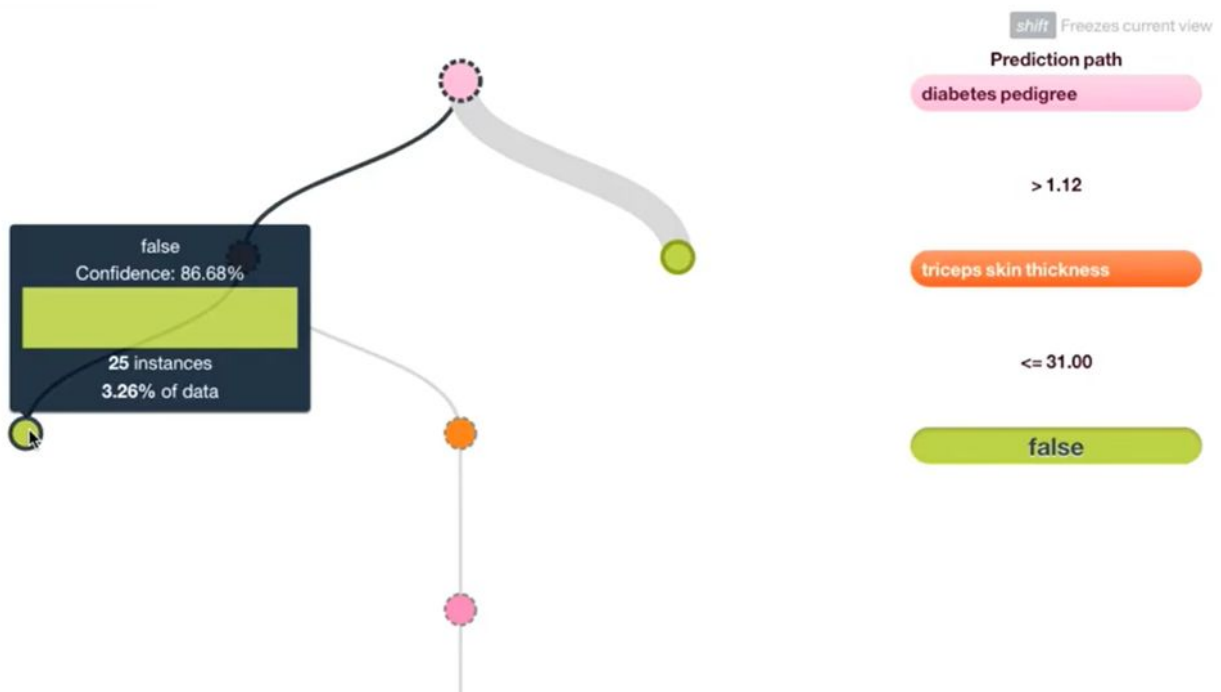 shift Freezes current view
Prediction path
diabetes pedigree
> 1.12
triceps skin thickness
<= 31.00
false
false
Confidence: 86.68%
25 instances
3.26% of data